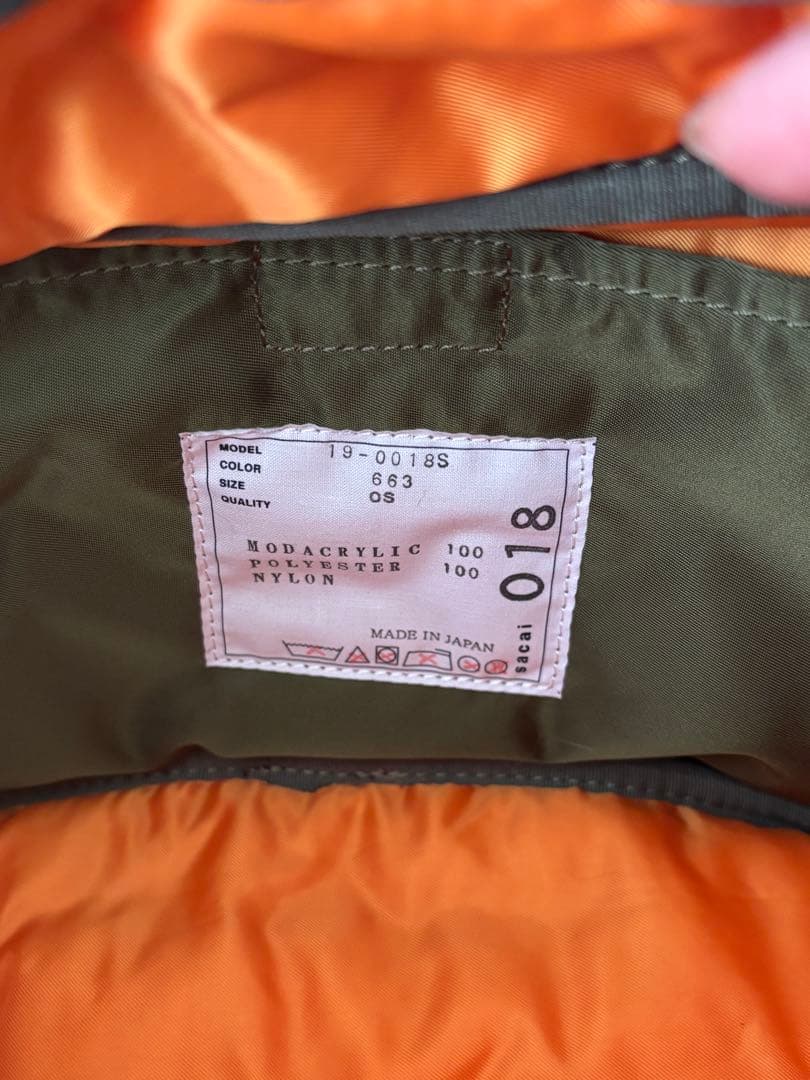 MODEL 19-0018S
COLOR 663
SIZE OS
QUALITY
MODACRYLIC 100
POLYESTER 100
NYLON
MADE IN JAPAN
sacai 018